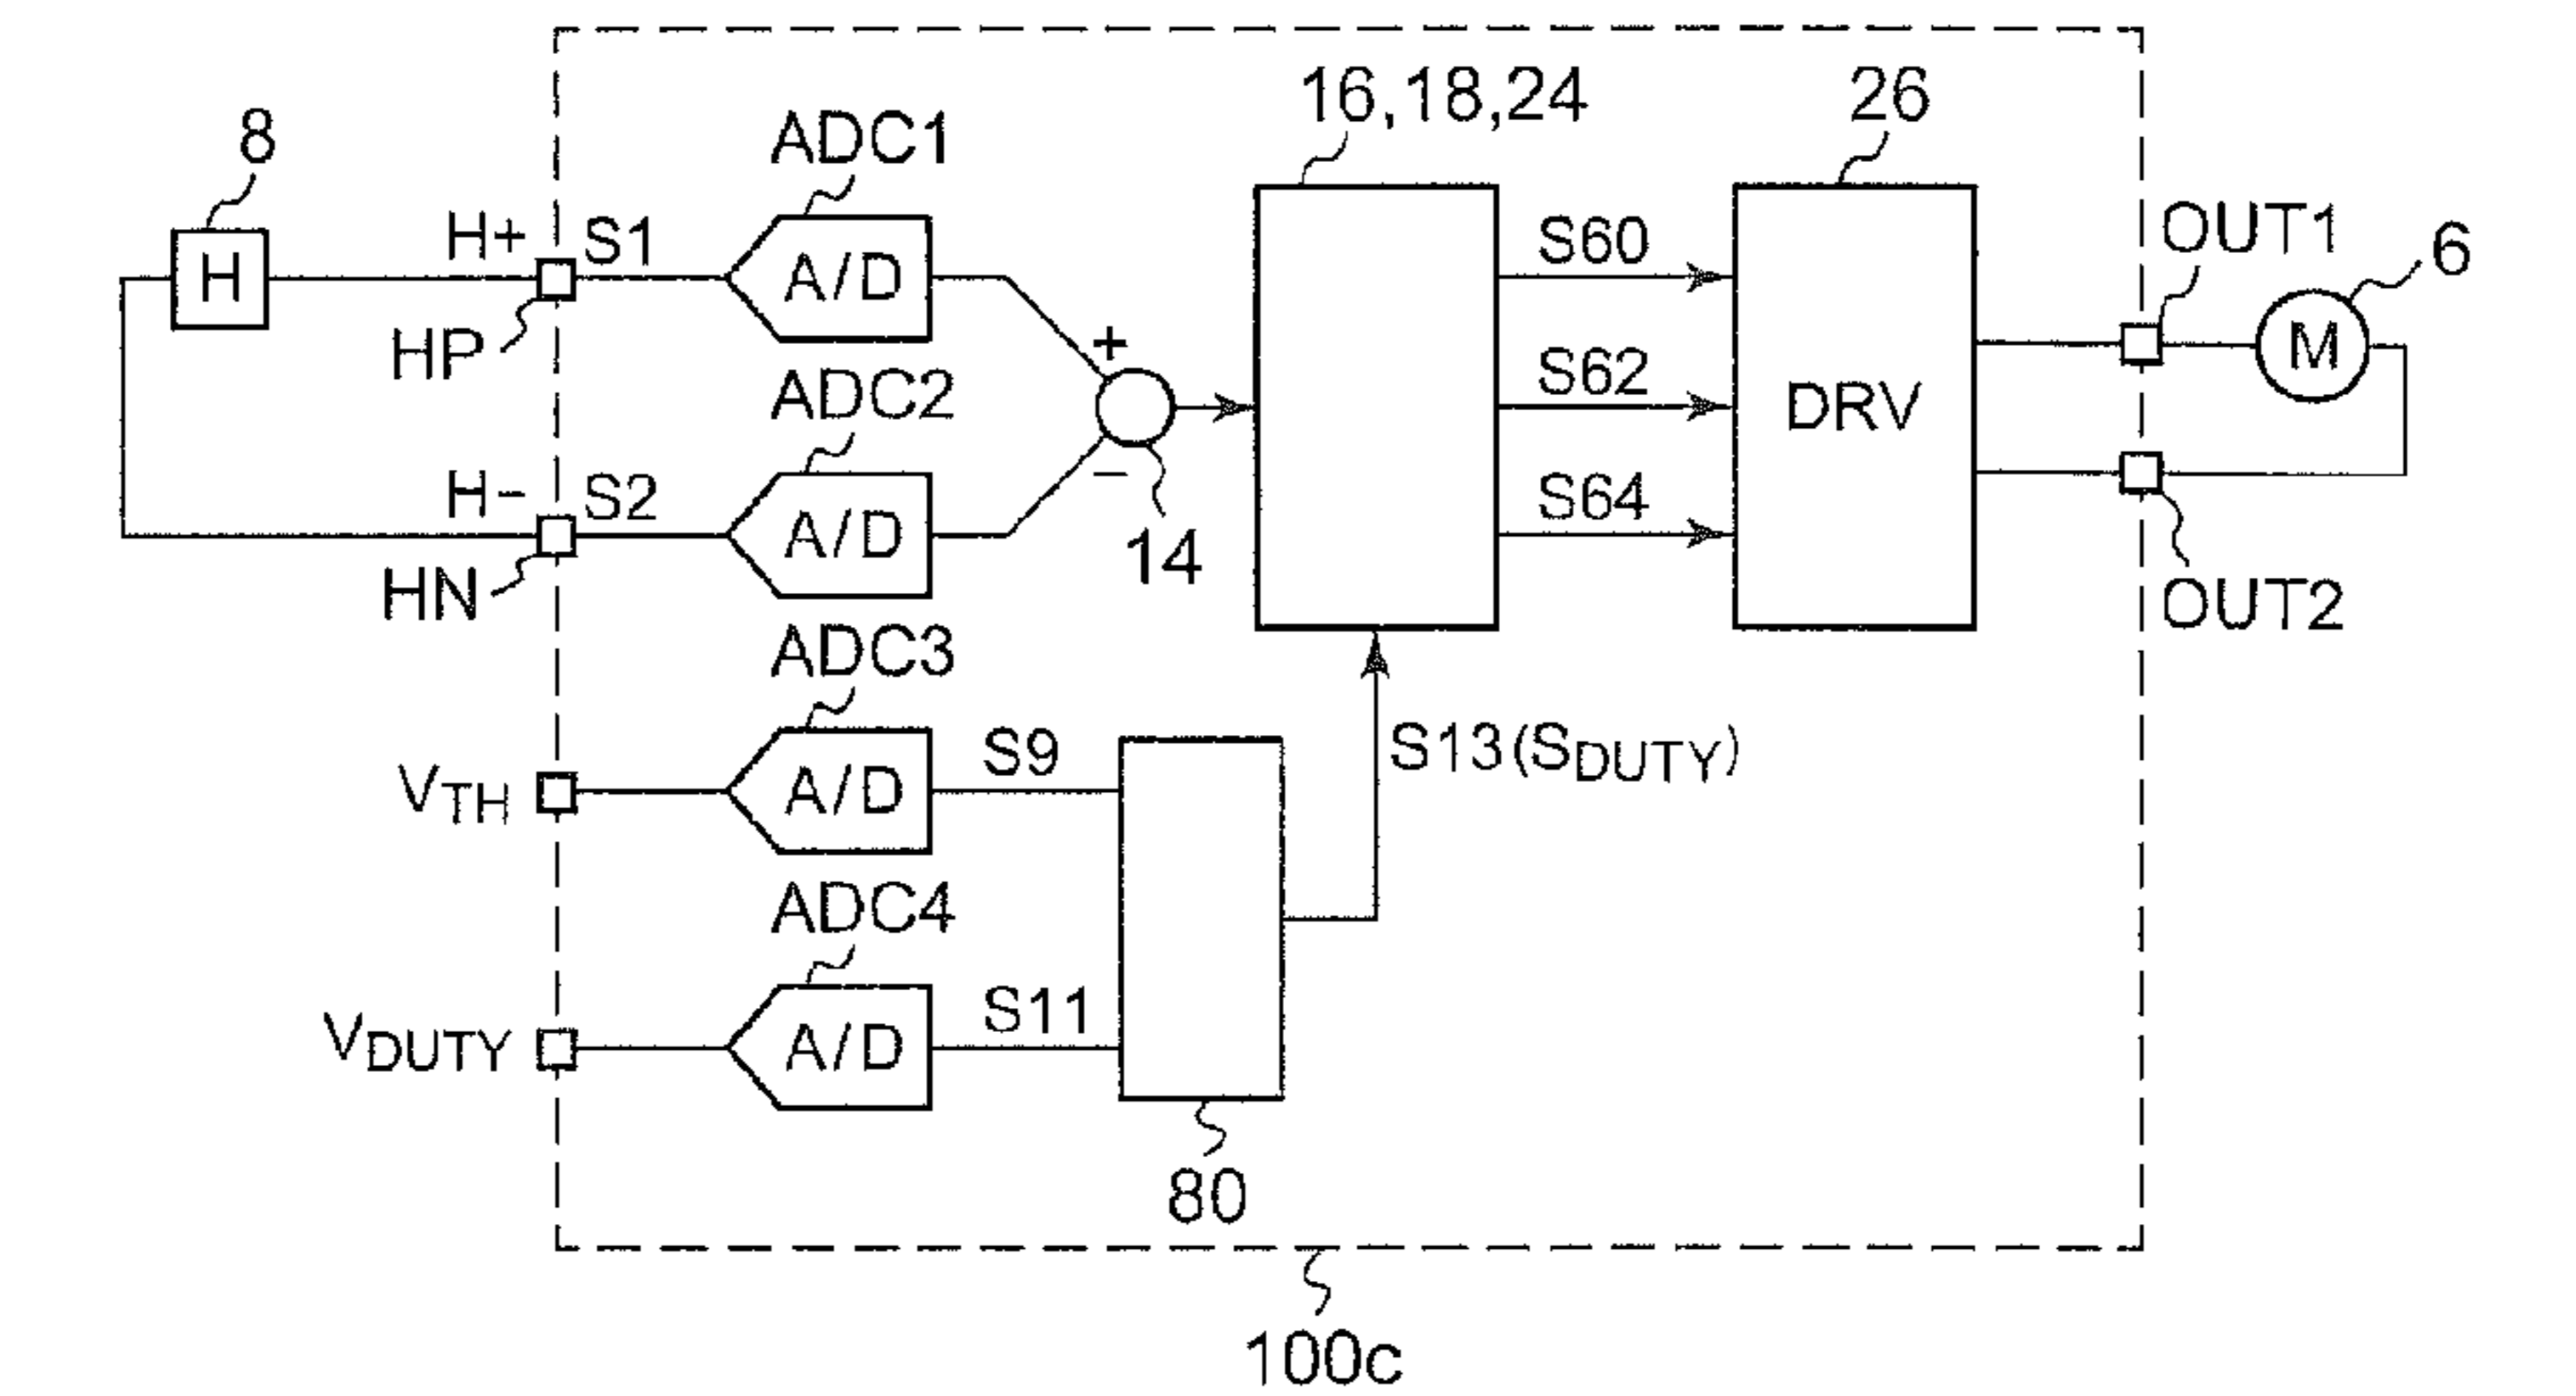 16,18,24
26
8
ADC1
H+
S1
A/D
H
HP
S60
OUT1
6
M
+
ADC2
S62
DRV
H-
S2
A/D
−
S64
14
HN
OUT2
ADC3
S9
S13(SDUTY)
VTH
A/D
ADC4
S11
VDUTY
A/D
80
100c